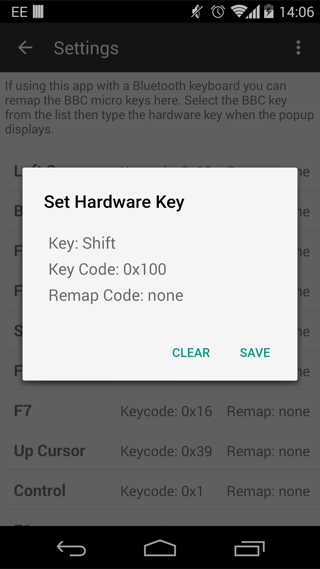 EE 14:06
Settings
If using this app with a Bluetooth keyboard you can
remap the BBC micro keys here. Select the BBC key
from the list then type the hardware key when the popup
displays.
Set Hardware Key
Key: Shift
Key Code: 0x100
Remap Code: none
CLEAR SAVE
F7 Keycode: 0x16 Remap: none
Up Cursor Keycode: 0x39 Remap: none
Control Keycode: 0x1 Remap: none